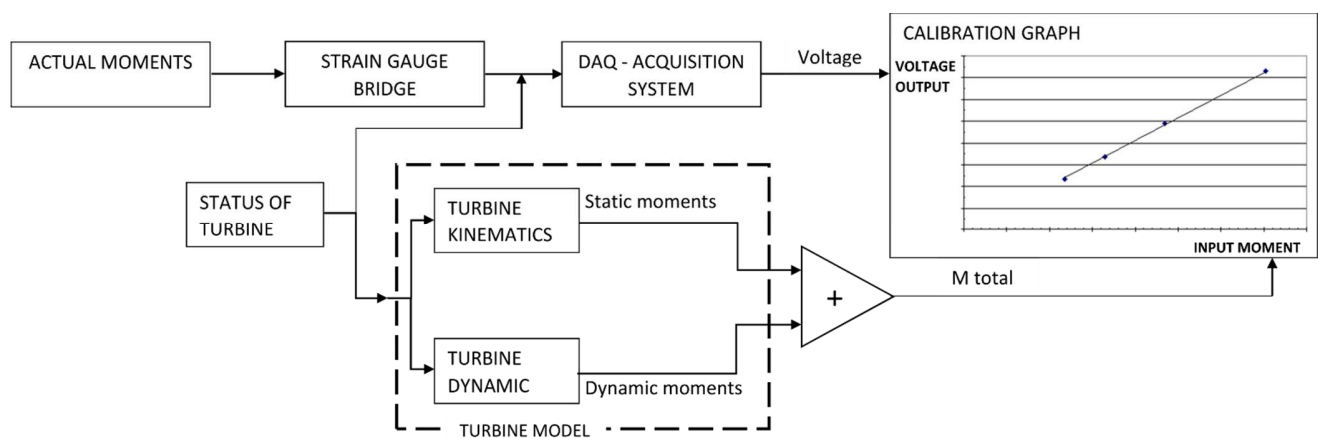 ACTUAL MOMENTS
STRAIN GAUGE
BRIDGE
DAQ - ACQUISITION
SYSTEM
Voltage
CALIBRATION GRAPH
VOLTAGE
OUTPUT
INPUT MOMENT
STATUS OF
TURBINE
TURBINE
KINEMATICS
Static moments
TURBINE
DYNAMIC
Dynamic moments
+
M total
TURBINE MODEL